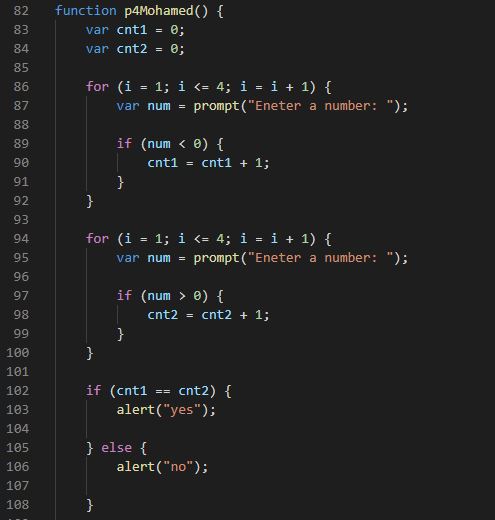 82 function p4Mohamed() {
83 var cnt1 = 0;
84 var cnt2 = 0;
85
86 for (i = 1; i <= 4; i = i + 1) {
87 var num = prompt("Eneter a number: ");
88
89 if (num < 0) {
90 cnt1 = cnt1 + 1;
91 }
92 }
93
94 for (i = 1; i <= 4; i = i + 1) {
95 var num = prompt("Eneter a number: ");
96
97 if (num > 0) {
98 cnt2 = cnt2 + 1;
99 }
100 }
101
102 if (cnt1 == cnt2) {
103 alert("yes");
104
105 } else {
106 alert("no");
107
108 }